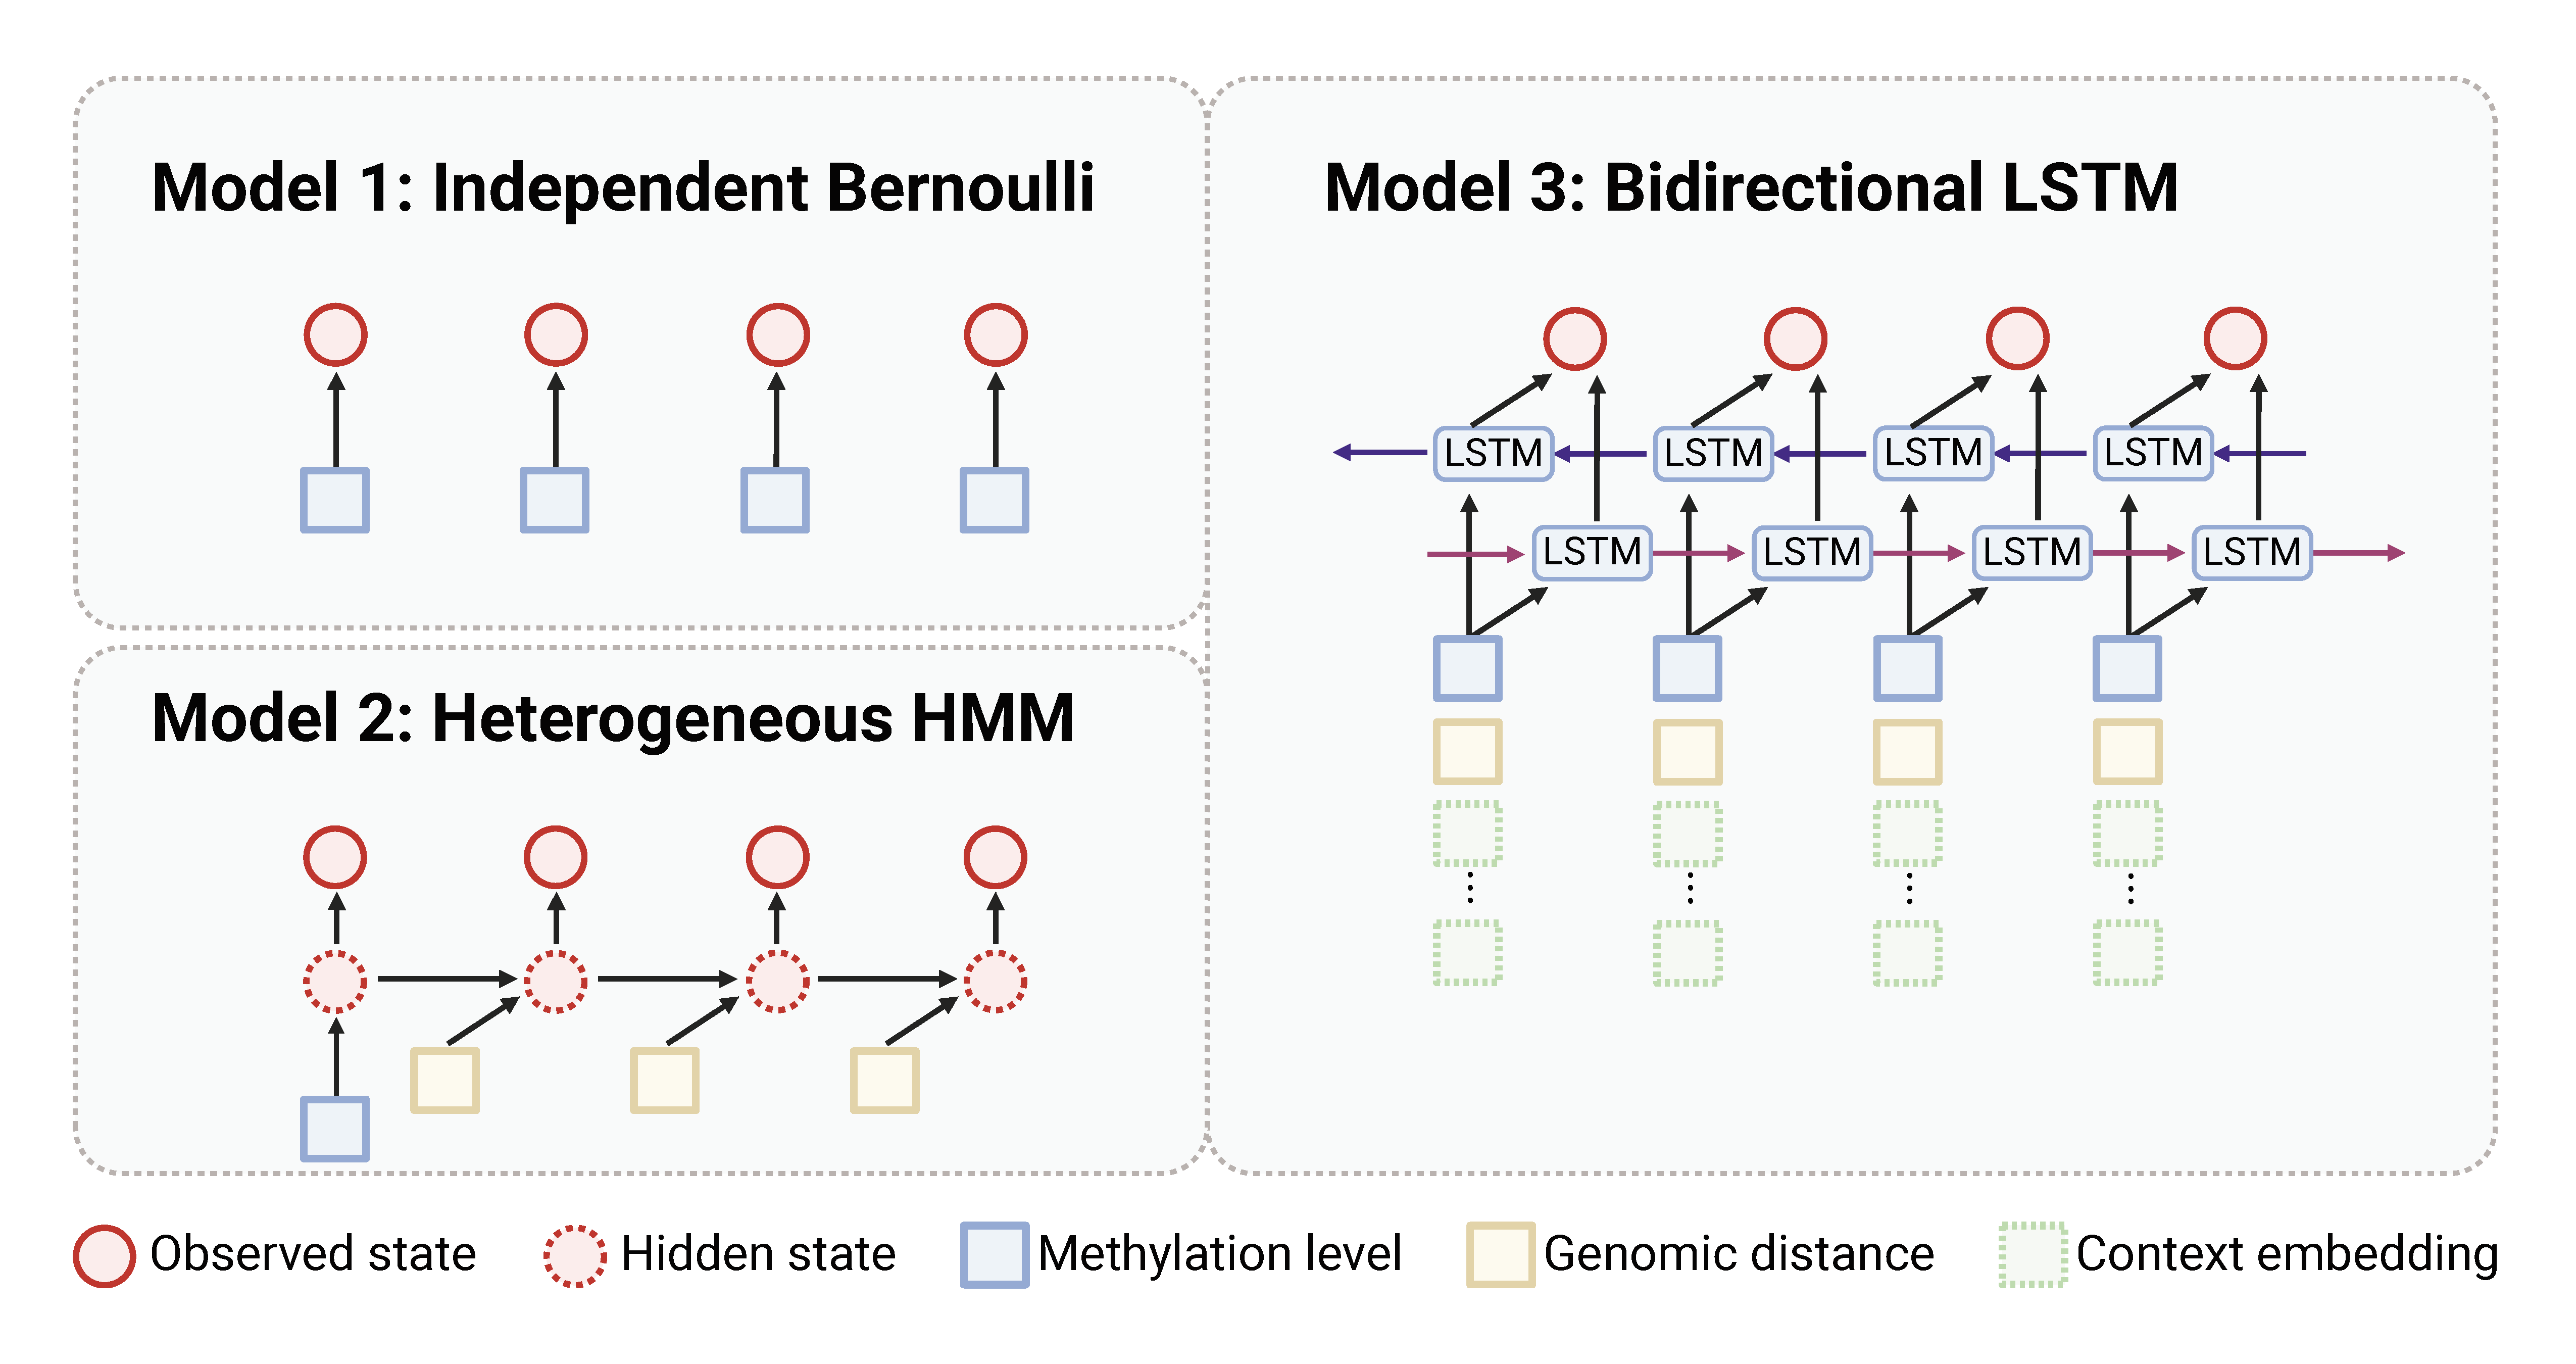 Model 1: Independent Bernoulli
Model 2: Heterogeneous HMM
Model 3: Bidirectional LSTM
LSTM LSTM LSTM LSTM
LSTM LSTM LSTM LSTM
Observed state Hidden state Methylation level Genomic distance Context embedding